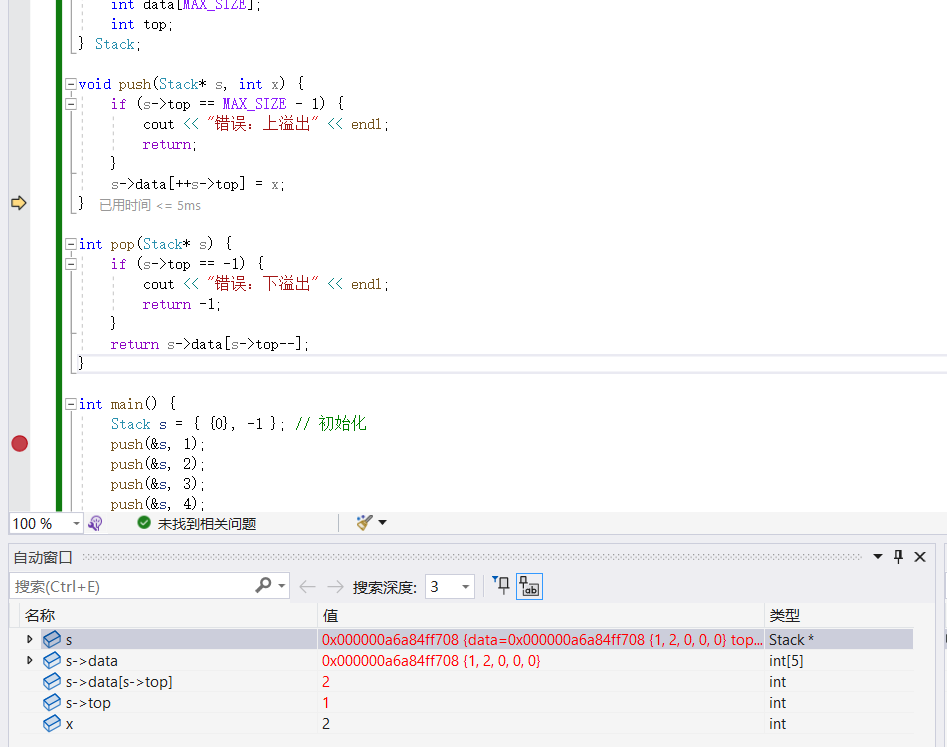 int data[MAX_SIZE];
int top;
} Stack;
void push(Stack* s, int x) {
if (s->top == MAX_SIZE - 1) {
cout << "错误：上溢出" << endl;
return;
}
s->data[++s->top] = x;
} 已用时间 <= 5ms
int pop(Stack* s) {
if (s->top == -1) {
cout << "错误：下溢出" << endl;
return -1;
}
return s->data[s->top--];
}
int main() {
Stack s = { {0}, -1 }; // 初始化
push(&s, 1);
push(&s, 2);
push(&s, 3);
push(&s, 4);
100 % 未找到相关问题
自动窗口
搜索(Ctrl+E) 搜索深度: 3
名称 值 类型
s 0x000000a6a84ff708 {data=0x000000a6a84ff708 {1, 2, 0, 0, 0} top... Stack *
s->data 0x000000a6a84ff708 {1, 2, 0, 0, 0} int[5]
s->data[s->top] 2 int
s->top 1 int
x 2 int